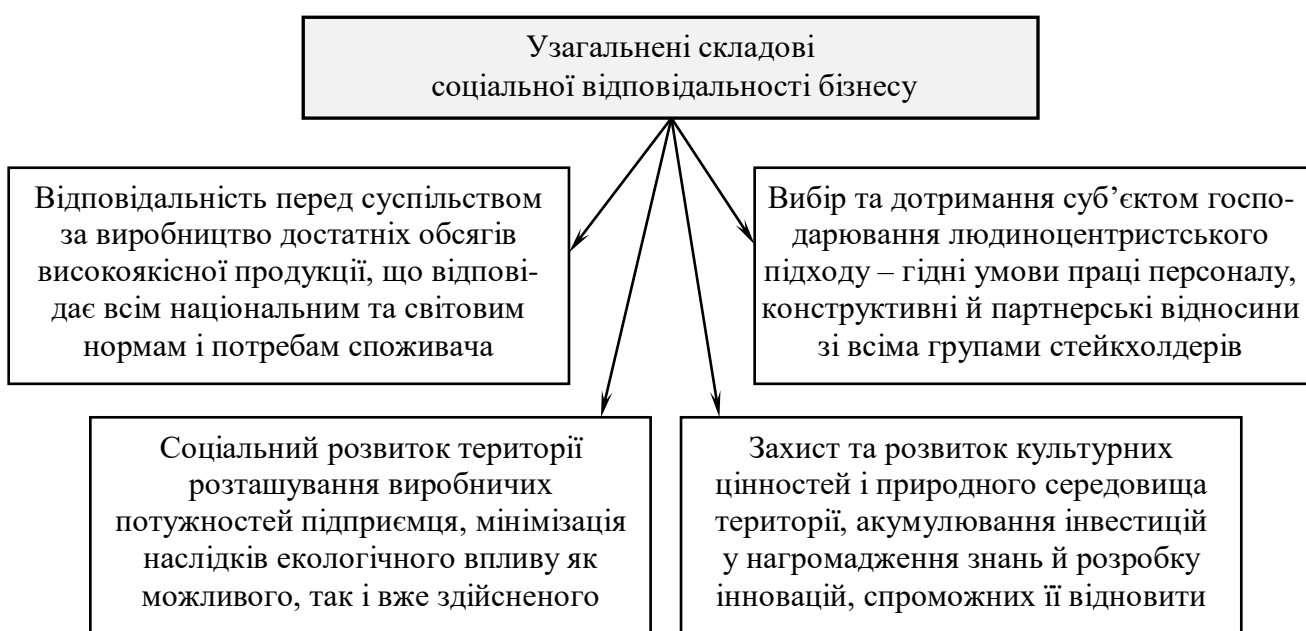 Узагальнені складові
соціальної відповідальності бізнесу
Відповідальність перед суспільством
за виробництво достатніх обсягів
високоякісної продукції, що відпові-
дає всім національним та світовим
нормам і потребам споживача
Вибір та дотримання суб’єктом госпо-
дарювання людиноцентристського
підходу – гідні умови праці персоналу,
конструктивні й партнерські відносини
зі всіма групами стейкхолдерів
Соціальний розвиток території
розташування виробничих
потужностей підприємця, мінімізація
наслідків екологічного впливу як
можливого, так і вже здійсненого
Захист та розвиток культурних
цінностей і природного середовища
території, акумулювання інвестицій
у нагромадження знань й розробку
інновацій, спроможних її відновити